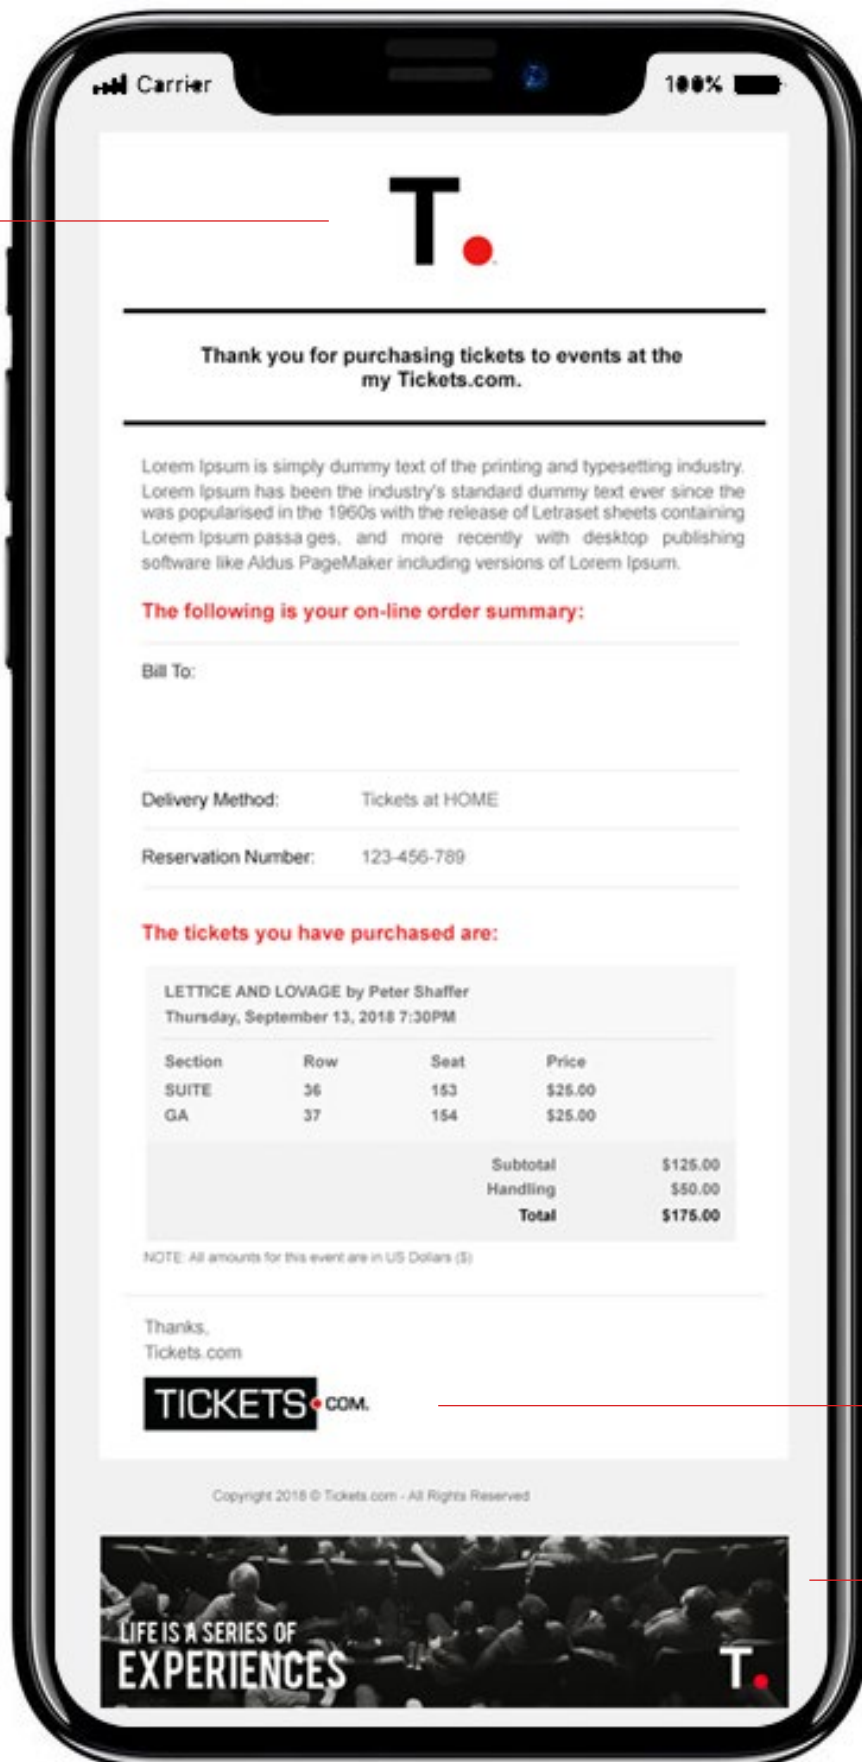 Carrier
100%
T.
Thank you for purchasing tickets to events at the
my Tickets.com.
Lorem Ipsum is simply dummy text of the printing and typesetting industry.
Lorem Ipsum has been the industry's standard dummy text ever since the
was popularised in the 1960s with the release of Letraset sheets containing
Lorem Ipsum passa ges, and more recently with desktop publishing
software like Aldus PageMaker including versions of Lorem Ipsum.
The following is your on-line order summary:
Bill To:
Delivery Method: Tickets at HOME
Reservation Number: 123-456-789
The tickets you have purchased are:
LETTICE AND LOVAGE by Peter Shaffer
Thursday, September 13, 2018 7:30PM
Section Row Seat Price
SUITE 36 153 $25.00
GA 37 154 $25.00
Subtotal $125.00
Handling $50.00
Total $175.00
NOTE: All amounts for this event are in US Dollars ($)
Thanks,
Tickets.com
TICKETS.COM.
Copyright 2018 © Tickets.com - All Rights Reserved
LIFE IS A SERIES OF
EXPERIENCES
T.